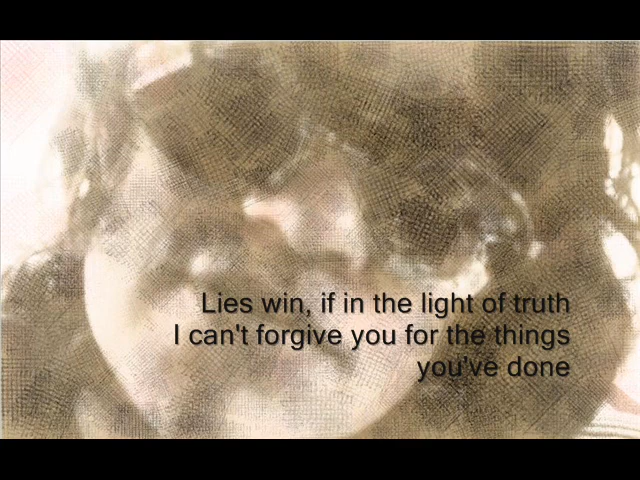 Lies win, if in the light of truth
I can't forgive you for the things
you've done